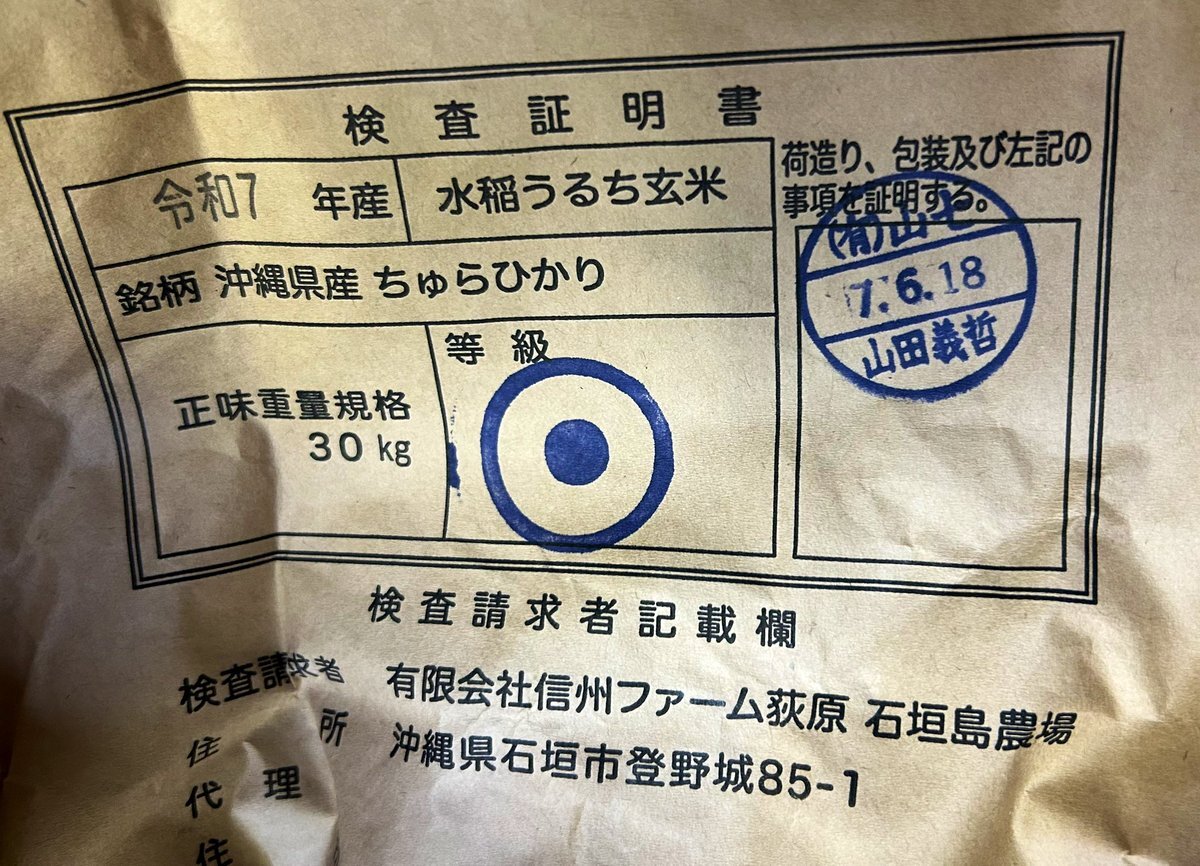 検査証明書
令和7年産
水稲うるち玄米
銘柄 沖縄県産 ちゅらひかり
正味重量規格
30kg
等級
荷造り、包装及び左記の
事項を証明する。
(有)山七
7.6.18
山田義哲
検査請求者記載欄
検査請求者 有限会社信州ファーム荻原 石垣島農場
住所 沖縄県石垣市登野城85-1
代理
住